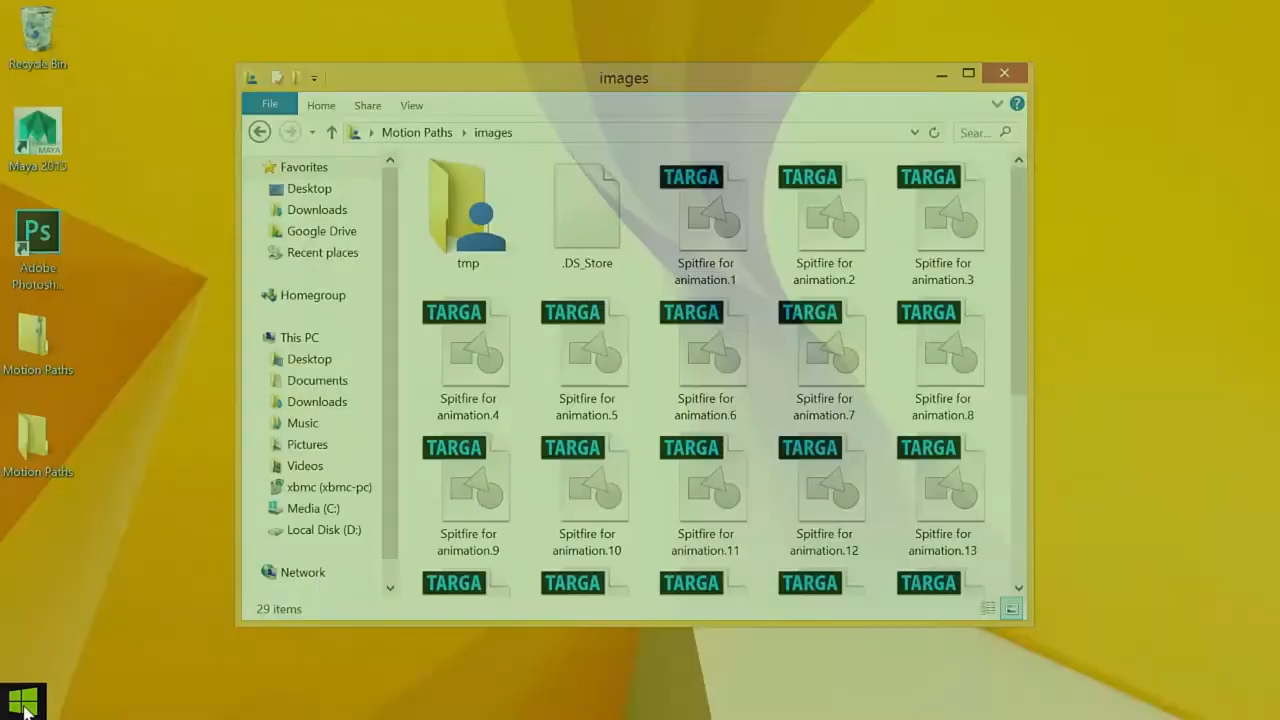 Recycle Bin
Maya 2015
MAYA
Ps
Adobe
Photosh...
Motion Paths
Motion Paths
images
File
Home
Share
View
Motion Paths
images
Sear...
Favorites
Desktop
Downloads
Google Drive
Recent places
Homegroup
This PC
Desktop
Documents
Downloads
Music
Pictures
Videos
xbmc (xbmc-pc)
Media (C:)
Local Disk (D:)
Network
tmp
.DS_Store
TARGA
Spitfire for
animation.1
TARGA
Spitfire for
animation.2
TARGA
Spitfire for
animation.3
TARGA
Spitfire for
animation.4
TARGA
Spitfire for
animation.5
TARGA
Spitfire for
animation.6
TARGA
Spitfire for
animation.7
TARGA
Spitfire for
animation.8
TARGA
Spitfire for
animation.9
TARGA
Spitfire for
animation.10
TARGA
Spitfire for
animation.11
TARGA
Spitfire for
animation.12
TARGA
Spitfire for
animation.13
TARGA
TARGA
TARGA
TARGA
TARGA
29 items